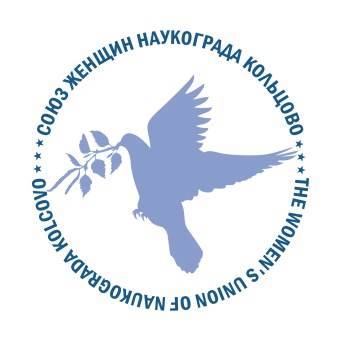 СОЮЗ ЖЕНЩИН НАУКОГРАДА КОЛЬЦОВО
THE WOMEN'S UNION OF NAUKOGRADA KOLCOVO